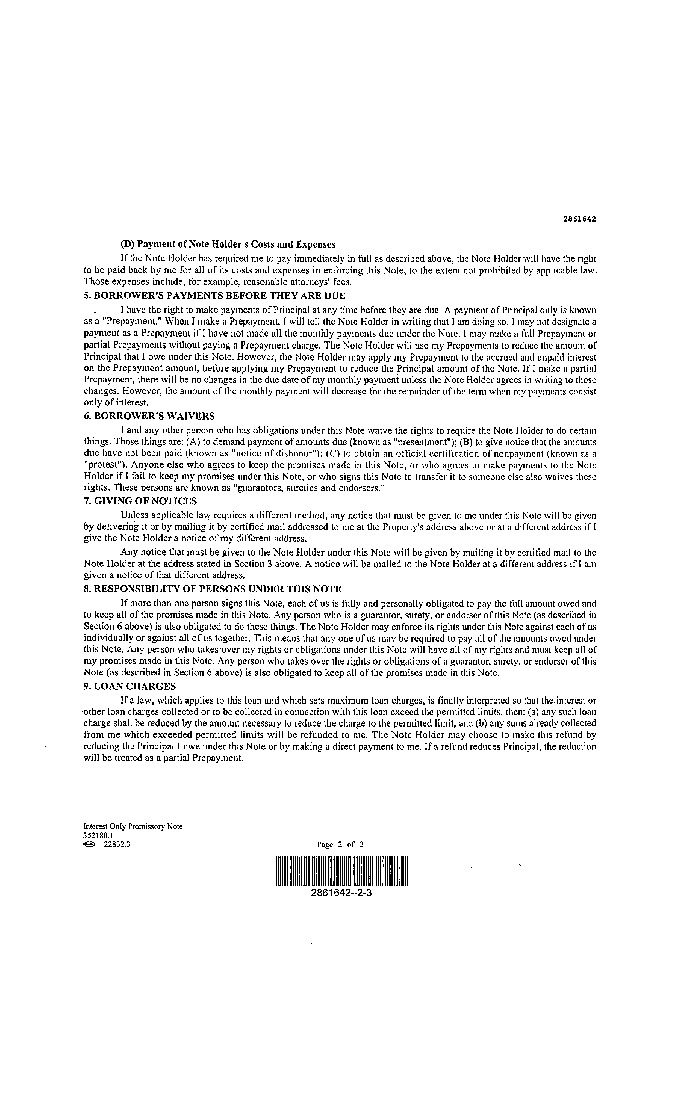 2861642
(D) Payment of Note Holder s Costs and Expenses
If the Note Holder has required me to pay immediately in full as described above, the Note Holder will have the right
to be paid back by me for all of its costs and expenses in enforcing this Note, to the extent not prohibited by applicable law.
Those expenses include, for example, reasonable attorneys' fees.
5. BORROWER'S PAYMENTS BEFORE THEY ARE DUE
I have the right to make payments of Principal at any time before they are due. A payment of Principal only is known
as a "Prepayment." When I make a Prepayment, I will tell the Note Holder in writing that I am doing so. I may not designate a
payment as a Prepayment if I have not made all the monthly payments due under the Note. I may make a full Prepayment or
partial Prepayments without paying a Prepayment charge. The Note Holder will use my Prepayments to reduce the amount of
Principal that I owe under this Note. However, the Note Holder may apply my Prepayment to the accrued and unpaid interest
on the Prepayment amount, before applying my Prepayment to reduce the Principal amount of the Note. If I make a partial
Prepayment, there will be no changes in the due date of my monthly payment unless the Note Holder agrees in writing to those
changes. However, the amount of the monthly payment will decrease for the remainder of the term when my payments consist
only of interest.
6. BORROWER'S WAIVERS
I and any other person who has obligations under this Note waive the rights to require the Note Holder to do certain
things. Those things are: (A) to demand payment of amounts due (known as "presentment"); (B) to give notice that the amounts
due have not been paid (known as "notice of dishonor"); (C) to obtain an official certification of nonpayment (known as a
"protest"). Anyone else who agrees to keep the promises made in this Note, or who agrees to make payments to the Note
Holder if I fail to keep my promises under this Note, or who signs this Note to transfer it to someone else also waives these
rights. These persons are known as "guarantors, sureties and endorsers."
7. GIVING OF NOTICES
Unless applicable law requires a different method, any notice that must be given to me under this Note will be given
by delivering it or by mailing it by certified mail addressed to me at the Property's address above or at a different address if I
give the Note Holder a notice of my different address.
Any notice that must be given to the Note Holder under this Note will be given by mailing it by certified mail to the
Note Holder at the address stated in Section 3 above. A notice will be mailed to the Note Holder at a different address if I am
given a notice of that different address.
8. RESPONSIBILITY OF PERSONS UNDER THIS NOTE
If more than one person signs this Note, each of us is fully and personally obligated to pay the full amount owed and
to keep all of the promises made in this Note. Any person who is a guarantor, surety, or endorser of this Note (as described in
Section 6 above) is also obligated to do these things. The Note Holder may enforce its rights under this Note against each of us
individually or against all of us together. This means that any one of us may be required to pay all of the amounts owed under
this Note. Any person who takes over my rights or obligations under this Note will have all of my rights and must keep all of
my promises made in this Note. Any person who takes over the rights or obligations of a guarantor, surety, or endorser of this
Note (as described in Section 6 above) is also obligated to keep all of the promises made in this Note.
9. LOAN CHARGES
If a law, which applies to this loan and which sets maximum loan charges, is finally interpreted so that the interest or
other loan charges collected or to be collected in connection with this loan exceed the permitted limits, then: (a) any such loan
charge shall be reduced by the amount necessary to reduce the charge to the permitted limit, and (b) any sums already collected
from me which exceeded permitted limits will be refunded to me. The Note Holder may choose to make this refund by
reducing the Principal I owe under this Note or by making a direct payment to me. If a refund reduces Principal, the reduction
will be treated as a partial Prepayment.
Interest Only Promissory Note
Page 2 of 3
2861642--2-3